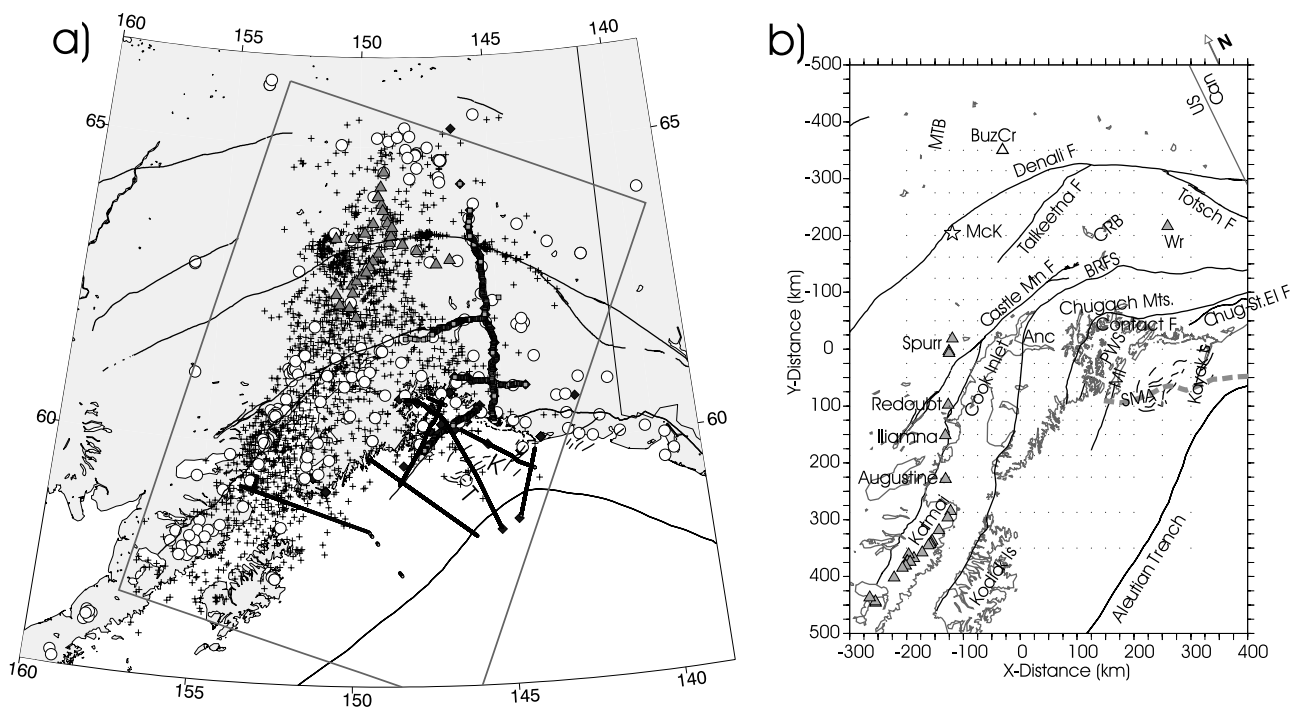 a)
160
155
150
145
140
65
65
60
60
K
T
160
155
150
145
140
b)
N
-500
-400
-300
-200
-100
0
100
200
300
400
500
Y-Distance (km)
Can
US
MTB
BuzCr
Denali F
Totsch F
Talkeetna F
McK
CRB
Wr
Castle Mtn F
BRFS
Chugach Mts.
Contact F
Chug-St.El F
Spurr
Anc
PWS
MI
Cook Inlet
Kayak I
SMA
Redoubt
Iliamna
Augustine
Katmai
Kodiak Is
Aleutian Trench
-300
-200
-100
0
100
200
300
400
X-Distance (km)